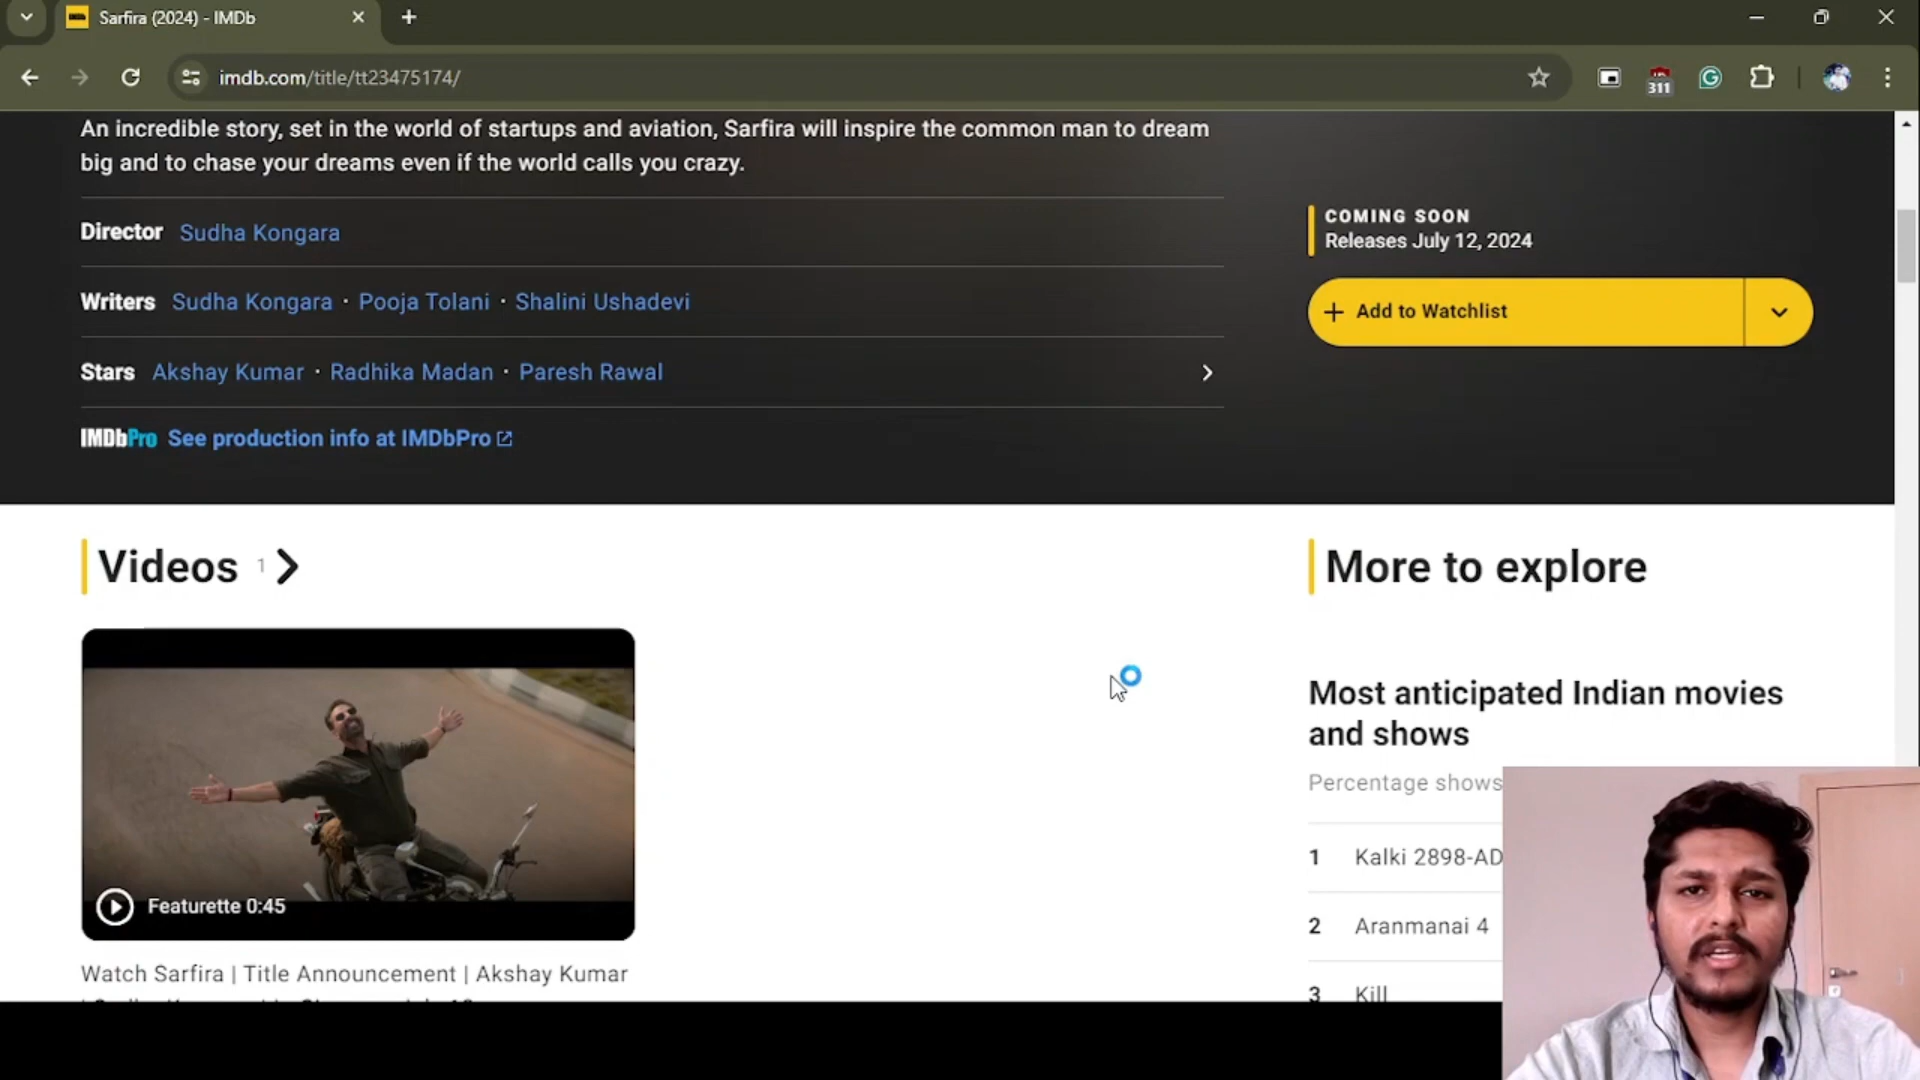 Sarfira (2024) - IMDb
imdb.com/title/tt23475174/
311
An incredible story, set in the world of startups and aviation, Sarfira will inspire the common man to dream
big and to chase your dreams even if the world calls you crazy.
Director Sudha Kongara
Writers Sudha Kongara · Pooja Tolani · Shalini Ushadevi
Stars Akshay Kumar · Radhika Madan · Paresh Rawal
IMDbPro See production info at IMDbPro
COMING SOON
Releases July 12, 2024
+ Add to Watchlist
Videos 1
Featurette 0:45
Watch Sarfira | Title Announcement | Akshay Kumar
More to explore
Most anticipated Indian movies
and shows
Percentage shows
1 Kalki 2898-AD
2 Aranmanai 4
3 Kill